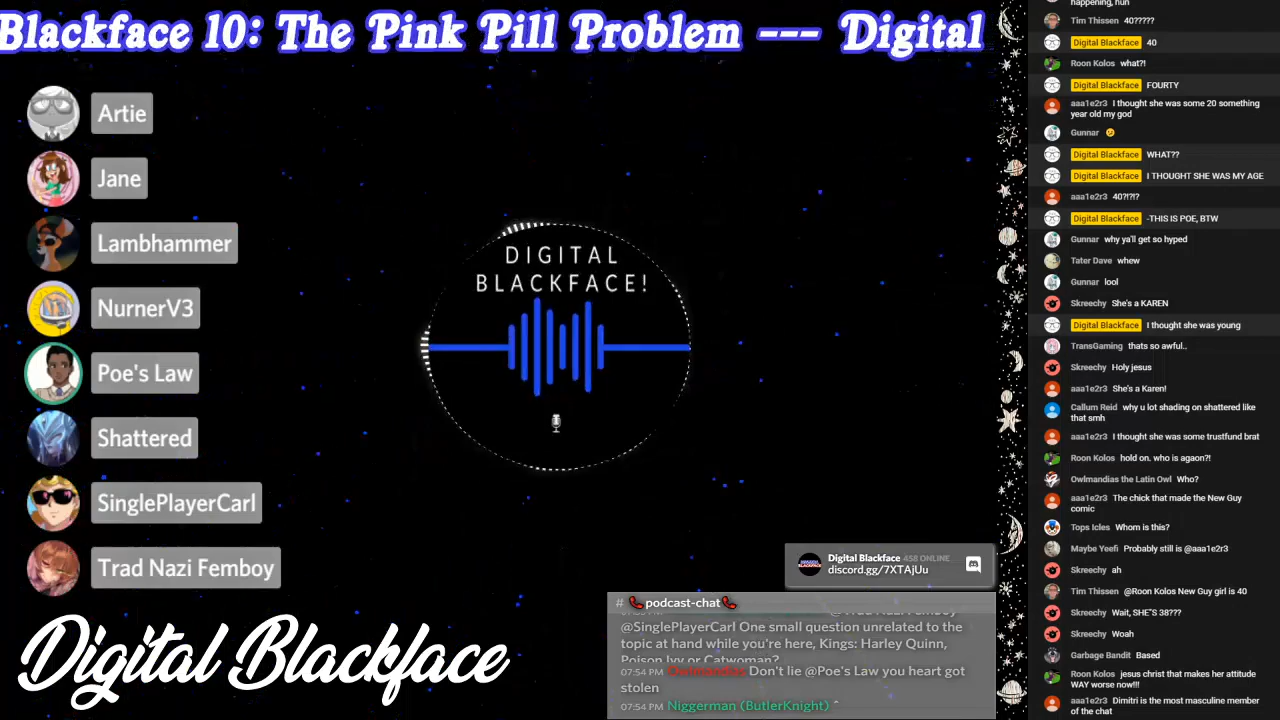 Blackface 10: The Pink Pill Problem --- Digital
Artie
Jane
Lambhammer
NurnerV3
Poe's Law
Shattered
SinglePlayerCarl
Trad Nazi Femboy
Digital Blackface
DIGITAL
BLACKFACE!
Digital Blackface 458 ONLINE
discord.gg/7XTAjUu
# 📞podcast-chat📞
@SinglePlayerCarl One small question unrelated to the
topic at hand while you're here, Kings: Harley Quinn,
Poison Ivy or Catwoman?
07:54 PM Don't lie @Poe's Law you heart got
stolen
07:54 PM Niggerman (ButlerKnight) ^
happening, huh
Tim Thissen 40?????
Digital Blackface 40
Roon Kolos what?!
Digital Blackface FOURTY
aaa1e2r3 I thought she was some 20 something
year old my god
Gunnar 😕
Digital Blackface WHAT??
Digital Blackface I THOUGHT SHE WAS MY AGE
aaa1e2r3 40?!?!?
Digital Blackface -THIS IS POE, BTW
Gunnar why ya'll get so hyped
Tater Dave whew
Gunnar lool
Skreechy She's a KAREN
Digital Blackface I thought she was young
TransGaming thats so awful..
Skreechy Holy jesus
aaa1e2r3 She's a Karen!
Callum Reid why u lot shading on shattered like
that smh
aaa1e2r3 I thought she was some trustfund brat
Roon Kolos hold on. who is agaon?!
Owlmandias the Latin Owl Who?
aaa1e2r3 The chick that made the New Guy
comic
Tops Icles Whom is this?
Maybe Yeefi Probably still is @aaa1e2r3
Skreechy ah
Tim Thissen @Roon Kolos New Guy girl is 40
Skreechy Wait, SHE"S 38???
Skreechy Woah
Garbage Bandit Based
Roon Kolos jesus christ that makes her attitude
WAY worse now!!!
aaa1e2r3 Dimitri is the most masculine member
of the chat